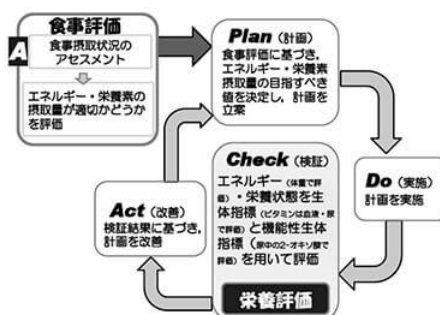 食事評価
A
食事摂取状況の
アセスメント
エネルギー・栄養素の
摂取量が適切かどうか
を評価
Plan（計画）
食事評価に基づき，
エネルギー・栄養素
摂取量の目指すべき
値を決定し，計画を
立案
Do（実施）
計画を実施
Check（検証）
エネルギー（体重で評
価）・栄養状態を生
体指標（ビタミンは血液・尿
で評価）と機能性生体
指標（尿中の2-オキソ酸で
評価）を用いて評価
栄養評価
Act（改善）
検証結果に基づき，
計画を改善